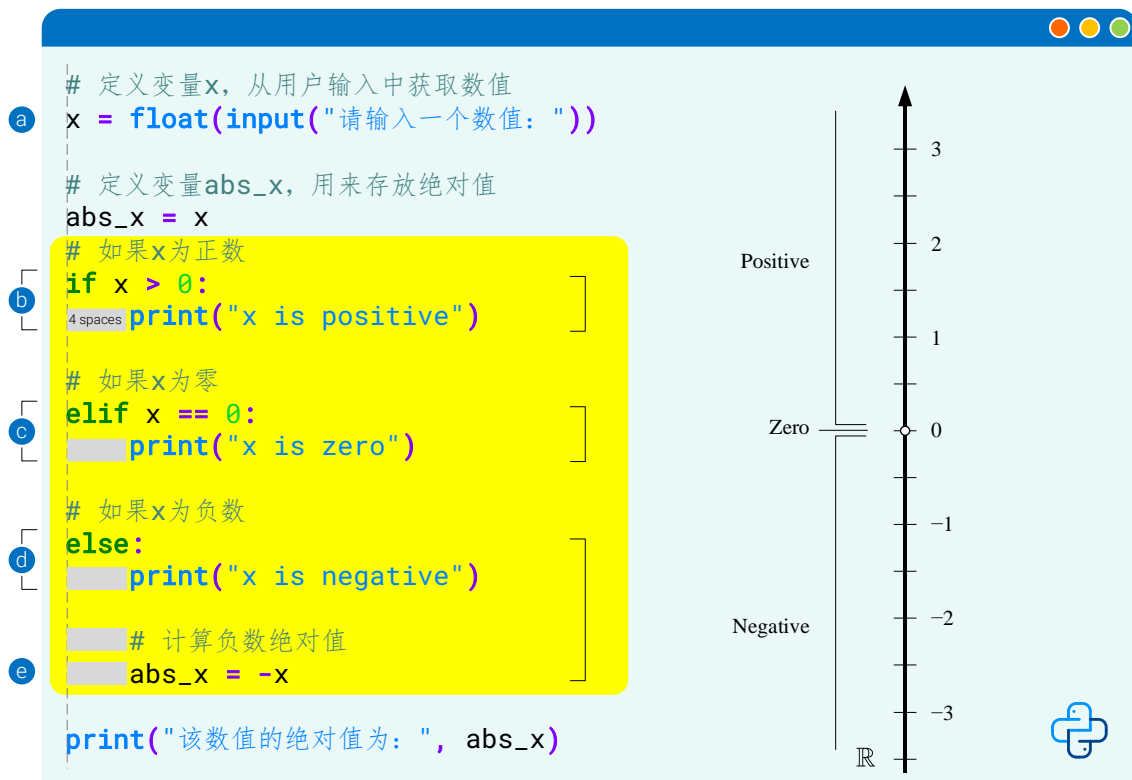 # 定义变量x，从用户输入中获取数值
a
x = float(input("请输入一个数值: "))
# 定义变量abs_x，用来存放绝对值
abs_x = x
# 如果x为正数
b
if x > 0:
4 spaces print("x is positive")
# 如果x为零
c
elif x == 0:
print("x is zero")
# 如果x为负数
d
else:
print("x is negative")
# 计算负数绝对值
e
abs_x = -x
print("该数值的绝对值为: ", abs_x)
Positive
Zero
Negative
3
2
1
0
−1
−2
−3
ℝ